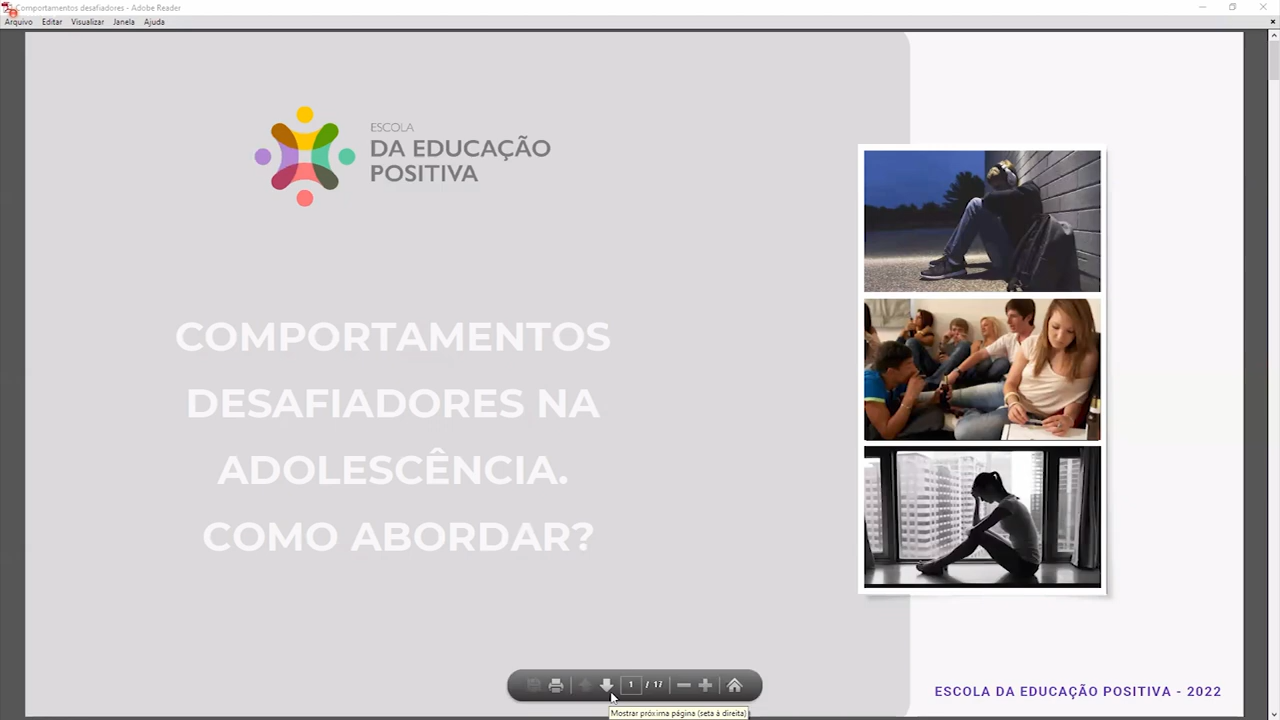 Comportamentos desafiadores - Adobe Reader
Arquivo Editar Visualizar Janela Ajuda
ESCOLA
DA EDUCAÇÃO
POSITIVA
COMPORTAMENTOS
DESAFIADORES NA
ADOLESCÊNCIA.
COMO ABORDAR?
1 / 17
Mostrar próxima página (seta à direita)
ESCOLA DA EDUCAÇÃO POSITIVA - 2022